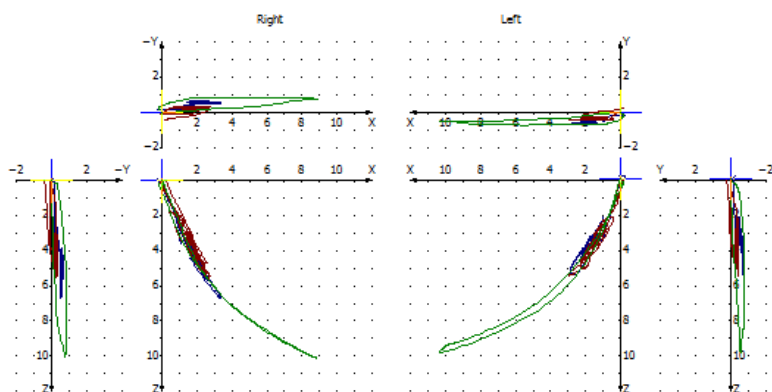 Right Left
−Y Y
2 2
2 4 6 8 10 X X 10 8 6 4 2
−2 −2
−2 2 −Y X X Y 2 −2
2 2 2 2
4 4 4 4
6 6 6 6
8 8 8 8
10 10 10 10
Z Z Z Z